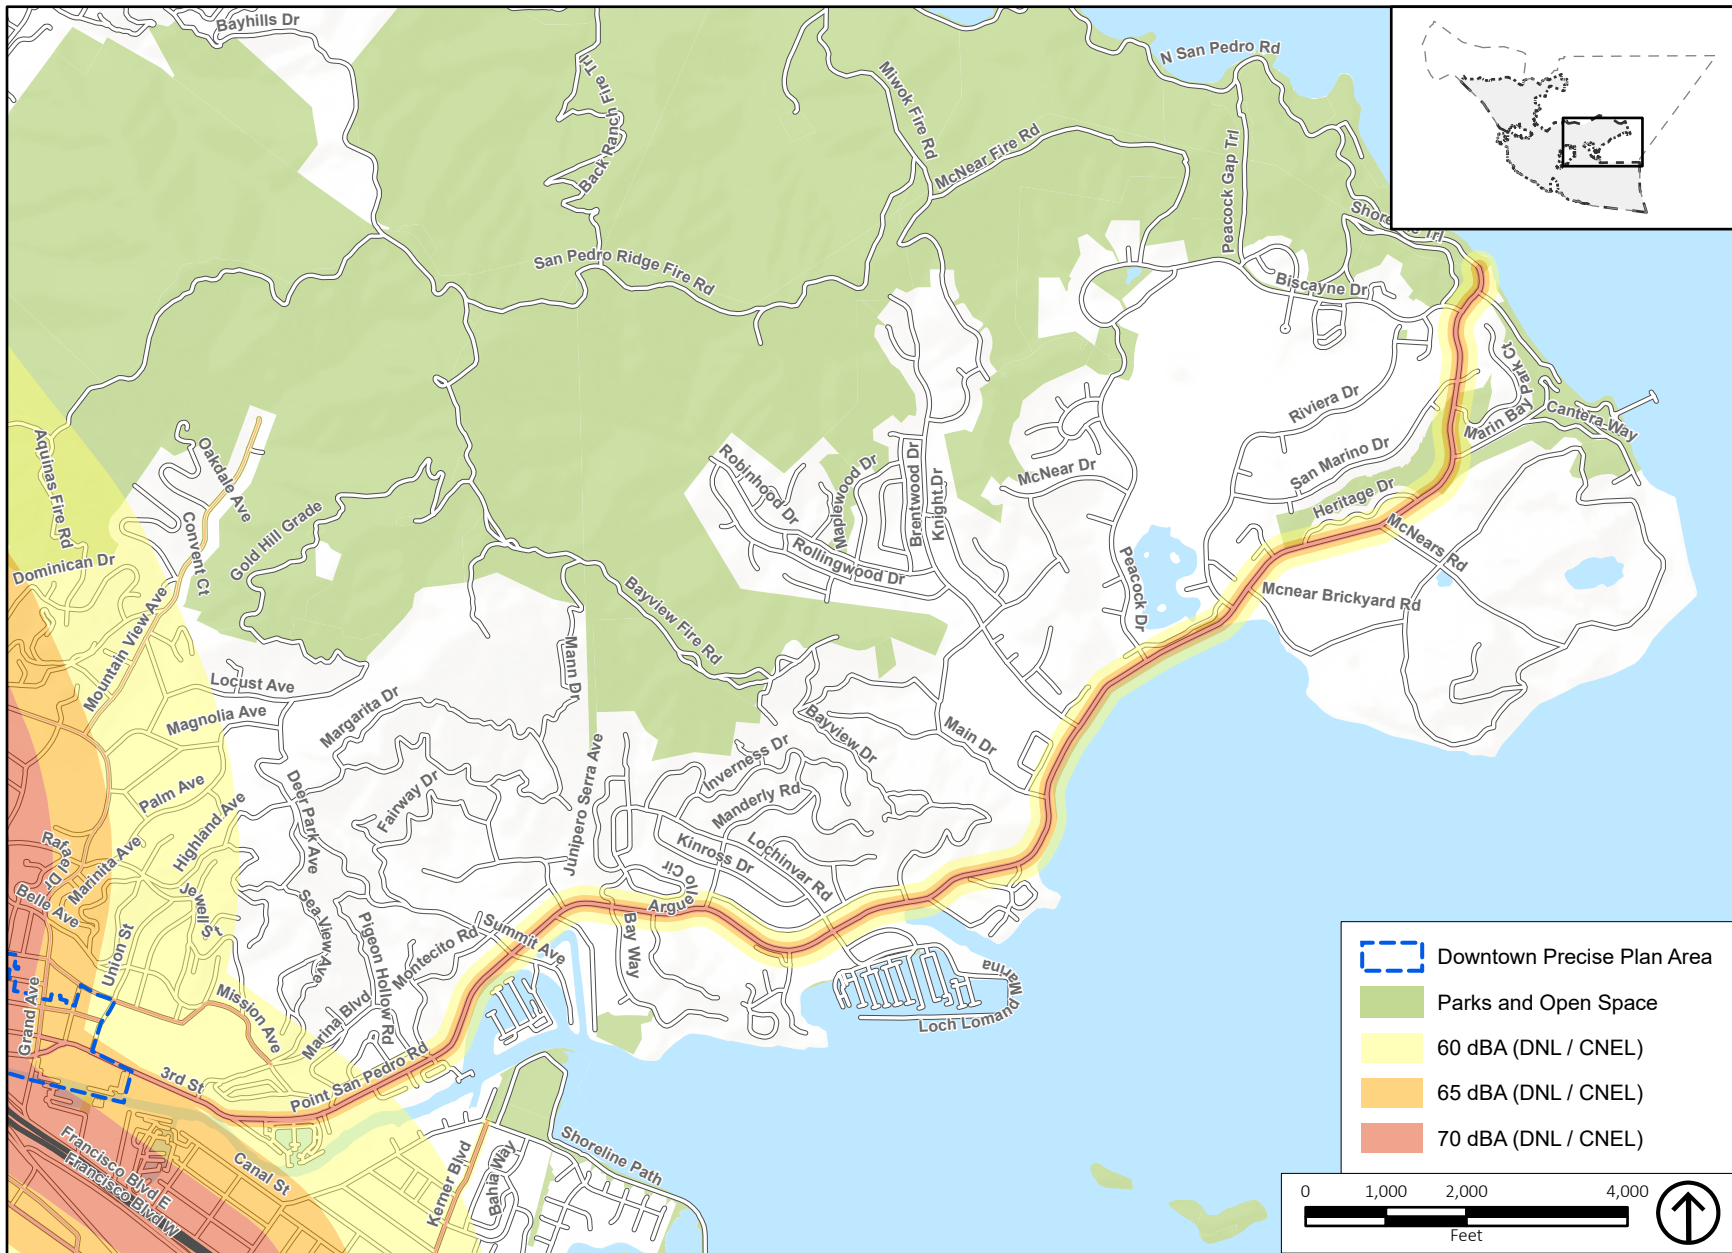 Bayhills Dr
Back Ranch Fire Trl
Miwok Fire Rd
N San Pedro Rd
McNear Fire Rd
Peacock Gap Trl
Trl
San Pedro Ridge Fire Rd
Biscayne Dr
Park Ct
Marin Bay
Cantera Way
Riviera Dr
San Marino Dr
Heritage Dr
McNears Rd
Mcnear Brickyard Rd
McNear Dr
Peacock Dr
Aquinas Fire Rd
Oakdale Ave
Convent Ct
Gold Hill Grade
Dominican Dr
Mountain View Ave
Robinhood Dr
Maplewood Dr
Brentwood Dr
Knight Dr
Rollingwood Dr
Bayview Fire Rd
Mann Dr
Locust Ave
Magnolia Ave
Margarita Dr
Bayview Dr
Main Dr
Inverness Dr
Manderly Rd
Junipero Serra Ave
Palm Ave
Highland Ave
Deer Park Ave
Fairway Dr
Kinross Dr
Lochinvar Rd
Rafael Dr
Marinita Ave
Belle Ave
Jewell St
Union St
Sea View Ave
Pigeon Hollow Rd
Montecito Rd
Summit Ave
Bay Way
Arguello Cir
Mission Ave
Marina Blvd
Grand Ave
3rd St
Point San Pedro Rd
Loch Lomand
Marina
Francisco Blvd E
Francisco Blvd W
Canal St
Kerner Blvd
Bahia Way
Shoreline Path
Downtown Precise Plan Area
Parks and Open Space
60 dBA (DNL / CNEL)
65 dBA (DNL / CNEL)
70 dBA (DNL / CNEL)
0 1,000 2,000 4,000
Feet